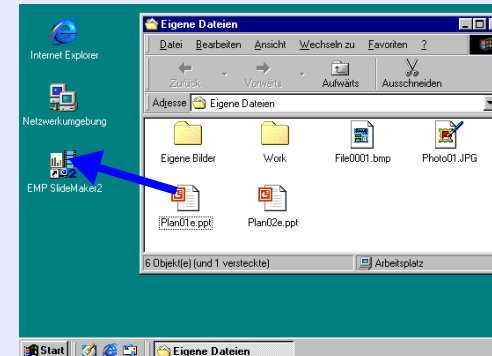 Internet Explorer
Netzwerkumgebung
EMP SlideMaker2
Eigene Dateien
Datei Bearbeiten Ansicht Wechseln zu Favoriten ?
Zurück Vorwärts Aufwärts Ausschneiden
Adresse Eigene Dateien
Eigene Bilder Work File0001.bmp Photo01.JPG
Plan01e.ppt Plan02e.ppt
6 Objekt(e) (und 1 versteckte) Arbeitsplatz
Start Eigene Dateien